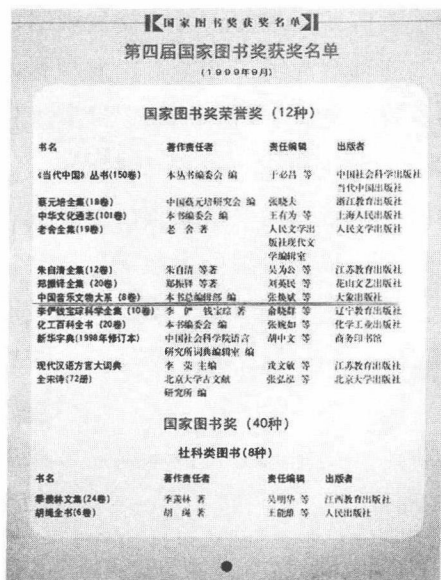 国家图书奖获奖名单
第四届国家图书奖获奖名单
(1999年9月)
国家图书奖荣誉奖 (12种)
书名 著作责任者 责任编辑 出版者
《当代中国》丛书(150卷) 本丛书编委会 编 于必昌 等 中国社会科学出版社
当代中国出版社
蔡元培全集(18卷) 中国蔡元培研究会 编 张晓夫 浙江教育出版社
中华文化通志(101卷) 本书编委会 编 王有为 等 上海人民出版社
老舍全集(19卷) 老 舍 著 人民文学出 人民文学出版社
版社现代文
学编辑室
朱自清全集(12卷) 朱自清 等著 吴为公 等 江苏教育出版社
郑振铎全集 (20卷) 郑振铎 等著 刘英民 等 花山文艺出版社
中国音乐文物大系 (8卷) 本书总编辑部 编 张焕斌 等 大象出版社
李俨钱宝琮科学全集 (10卷) 李 俨 钱宝琮 著 俞晓群 等 辽宁教育出版社
化工百科全书 (20卷) 本书编委会 编 张婉如 等 化学工业出版社
新华字典(1998年修订本) 中国社会科学院语言 胡中文 等 商务印书馆
研究所词典编辑室 编
现代汉语方言大词典 李 荣 主编 戎文敏 等 江苏教育出版社
全宋诗(72册) 北京大学古文献 张弘泓 等 北京大学出版社
研究所 编
国家图书奖 (40种)
社科类图书(8种)
书名 著作责任者 责任编辑 出版者
季羡林文集(24卷) 季羡林 著 吴明华 等 江西教育出版社
胡绳全书(6卷) 胡 绳 著 王能雄 等 人民出版社